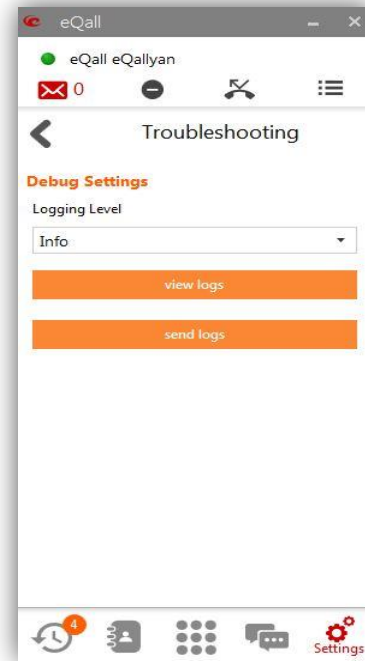 eQall
eQall eQallyan
0
Troubleshooting
Debug Settings
Logging Level
Info
view logs
send logs
4
Settings